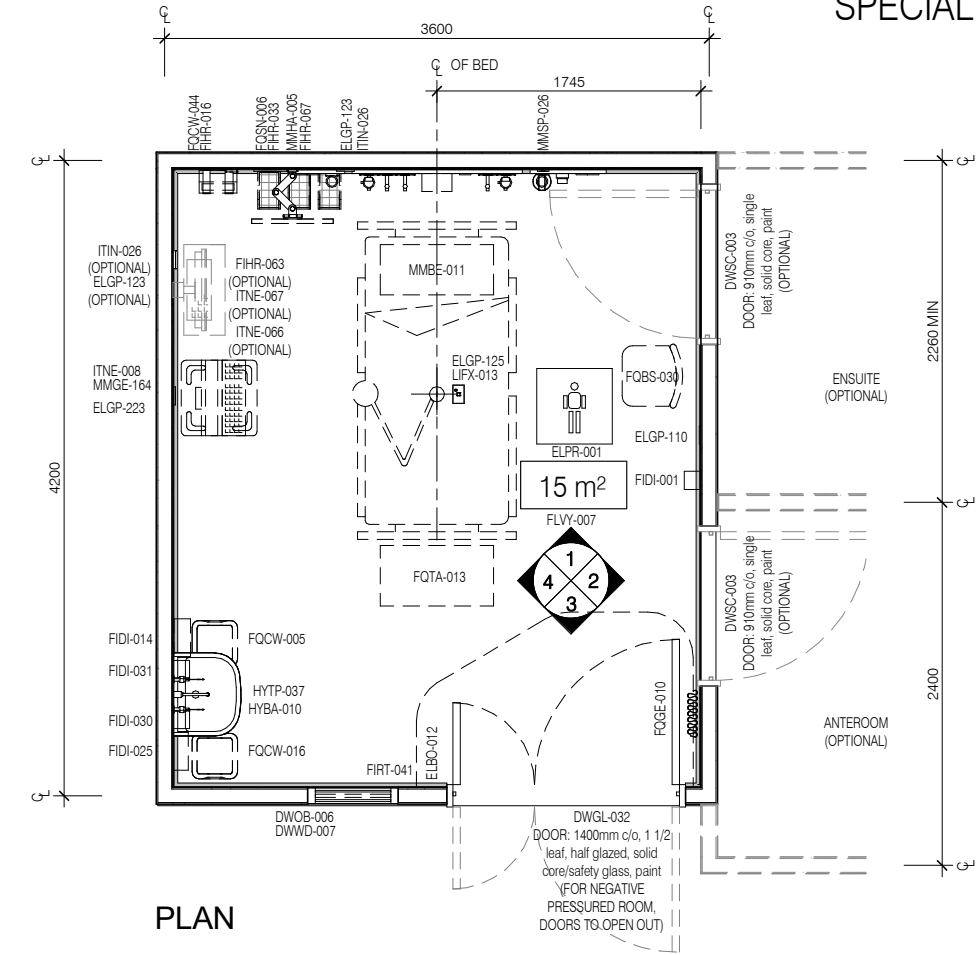 SPECIAL
3600
℄ OF BED
1745
FQCW-044
FIHR-016
FQSN-006
FIHR-033
MMHA-005
FIHR-067
ELGP-123
ITIN-026
MMSP-026
ITIN-026
(OPTIONAL)
ELGP-123
(OPTIONAL)
FIHR-063
(OPTIONAL)
ITNE-067
(OPTIONAL)
ITNE-066
(OPTIONAL)
MMBE-011
DWSC-003
DOOR: 910mm c/o, single
leaf, solid core, paint
(OPTIONAL)
2260 MIN
ITNE-008
MMGE-164
ELGP-223
ELGP-125
LIFX-013
FQBS-030
ENSUITE
(OPTIONAL)
ELGP-110
ELPR-001
15 m²
FIDI-001
FLVY-007
4200
1
4
2
3
FQTA-013
DWSC-003
DOOR: 910mm c/o, single
leaf, solid core, paint
(OPTIONAL)
FIDI-014
FQCW-005
FIDI-031
HYTP-037
HYBA-010
FIDI-030
FIDI-025
FQCW-016
FIRT-041
ELBO-012
FQGE-010
2400
ANTEROOM
(OPTIONAL)
DWOB-006
DWWD-007
DWGL-032
DOOR: 1400mm c/o, 1 1/2
leaf, half glazed, solid
core/safety glass, paint
(FOR NEGATIVE
PRESSURED ROOM,
DOORS TO OPEN OUT)
PLAN